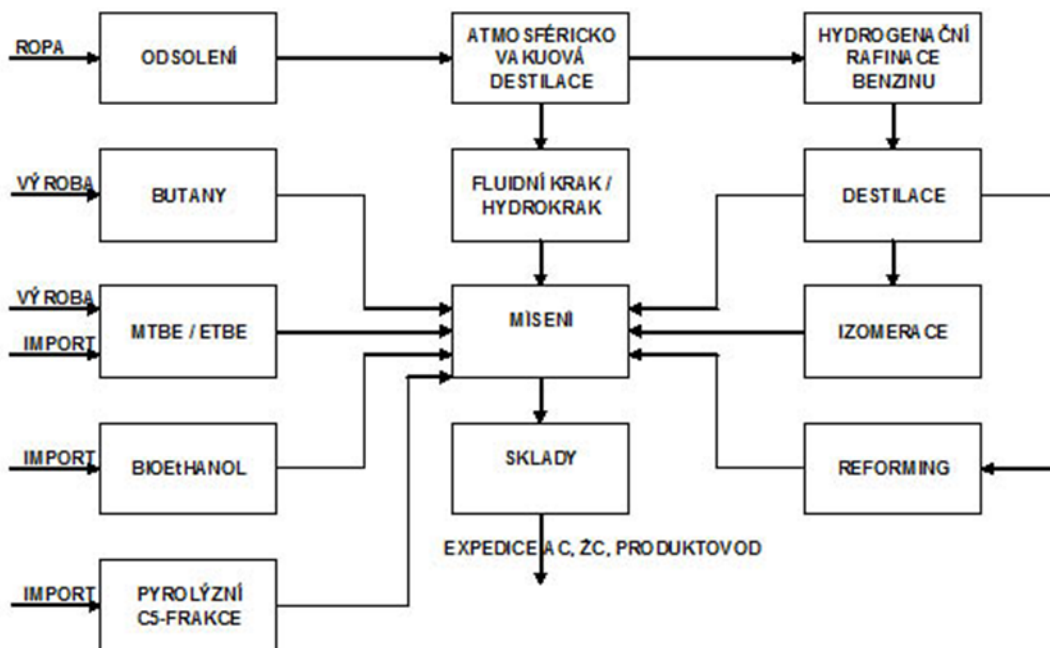 ROPA
ODSOLENÍ
ATMOSFÉRICKO
VAKUOVÁ
DESTILACE
HYDROGENAČNÍ
RAFINACE
BENZINU
VÝROBA
BUTANY
FLUIDNÍ KRAK /
HYDROKRAK
DESTILACE
VÝROBA
IMPORT
MTBE / ETBE
MÍSENÍ
IZOMERACE
IMPORT
BIOEtHANOL
SKLADY
REFORMING
EXPEDICE AC, ŽC, PRODUKTOVOD
IMPORT
PYROLÝZNÍ
C5-FRAKCE